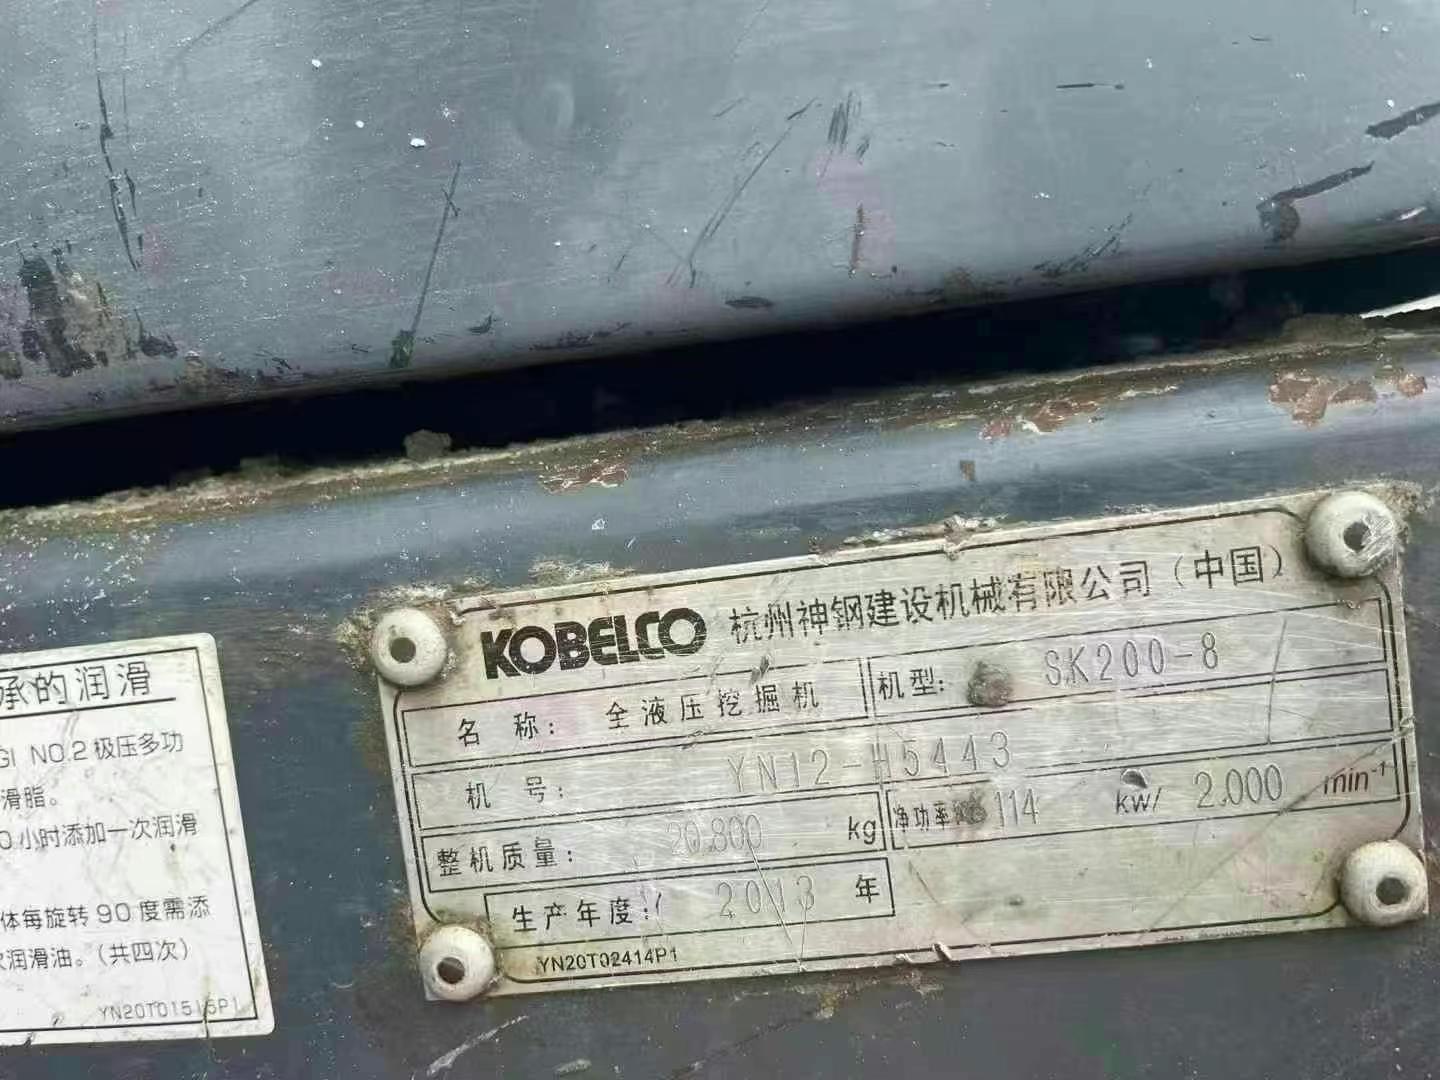 承的润滑
GI NO.2 极压多功
滑脂。
0 小时添加一次润滑
体每旋转 90 度需添
次润滑油。(共四次)
YN20T01515P1
KOBELCO 杭州神钢建设机械有限公司（中国）
名 称: 全液压挖掘机 机型: SK200-8
机 号: YN12-H5443
整机质量: 20.800 kg 净功率 114 kw/ 2.000 min⁻¹
生产年度: 2013 年
YN20T02414P1